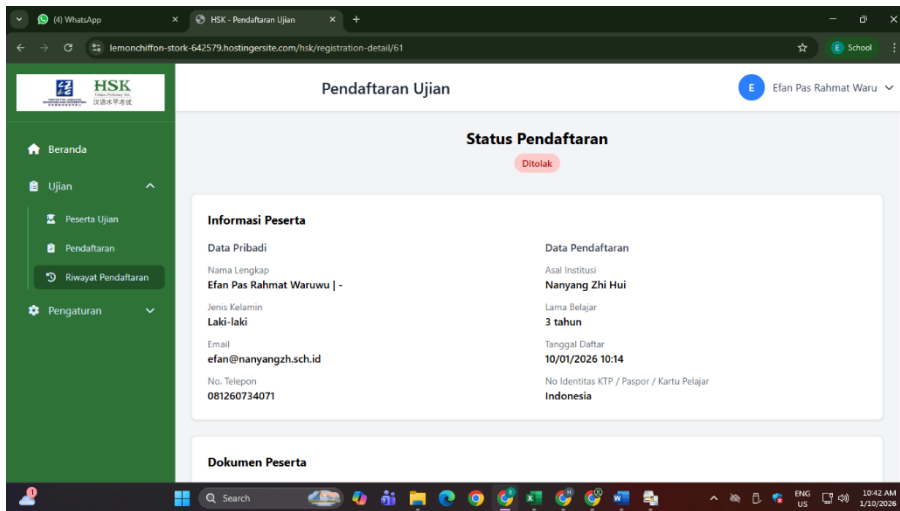 (4) WhatsApp
HSK - Pendaftaran Ujian
lemonchiffon-stork-642579.hostingersite.com/hsk/registration-detail/61
E School
HSK
汉语水平考试
Pendaftaran Ujian
E Efan Pas Rahmat Waru
Beranda
Ujian
Peserta Ujian
Pendaftaran
Riwayat Pendaftaran
Pengaturan
Status Pendaftaran
Ditolak
Informasi Peserta
Data Pribadi
Nama Lengkap
Efan Pas Rahmat Waruwu | -
Jenis Kelamin
Laki-laki
Email
efan@nanyangzh.sch.id
No. Telepon
081260734071
Data Pendaftaran
Asal Institusi
Nanyang Zhi Hui
Lama Belajar
3 tahun
Tanggal Daftar
10/01/2026 10:14
No Identitas KTP / Paspor / Kartu Pelajar
Indonesia
Dokumen Peserta
1
Search
ENG
US
10:42 AM
1/10/2026